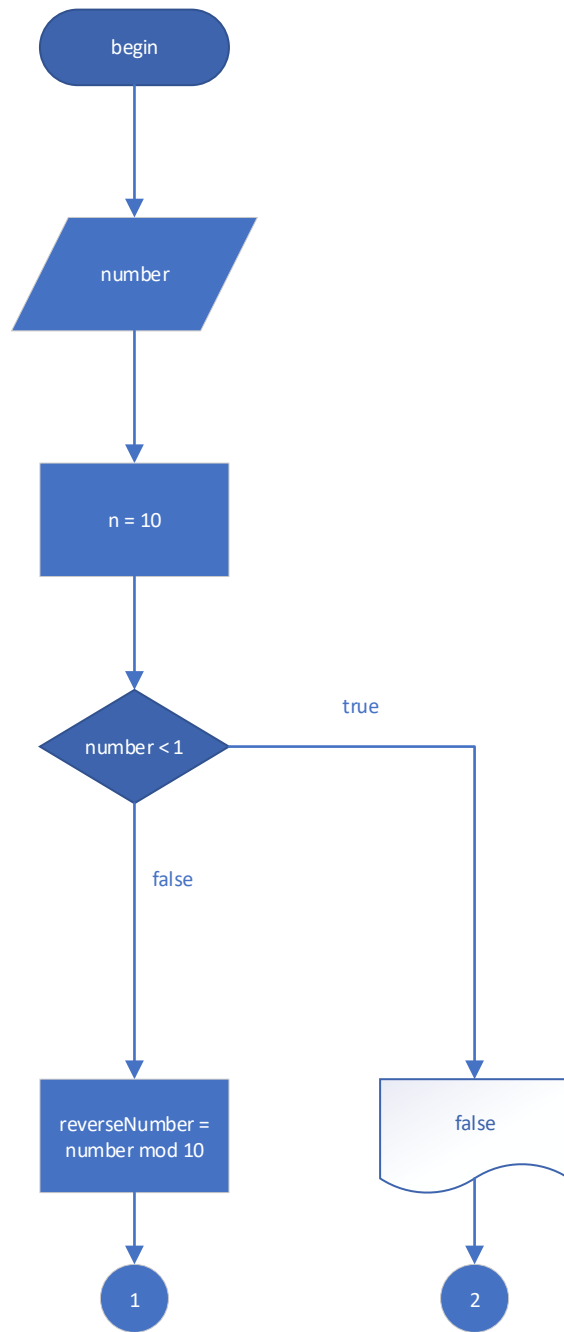 begin
number
n = 10
number < 1
true
false
reverseNumber =
number mod 10
false
1
2